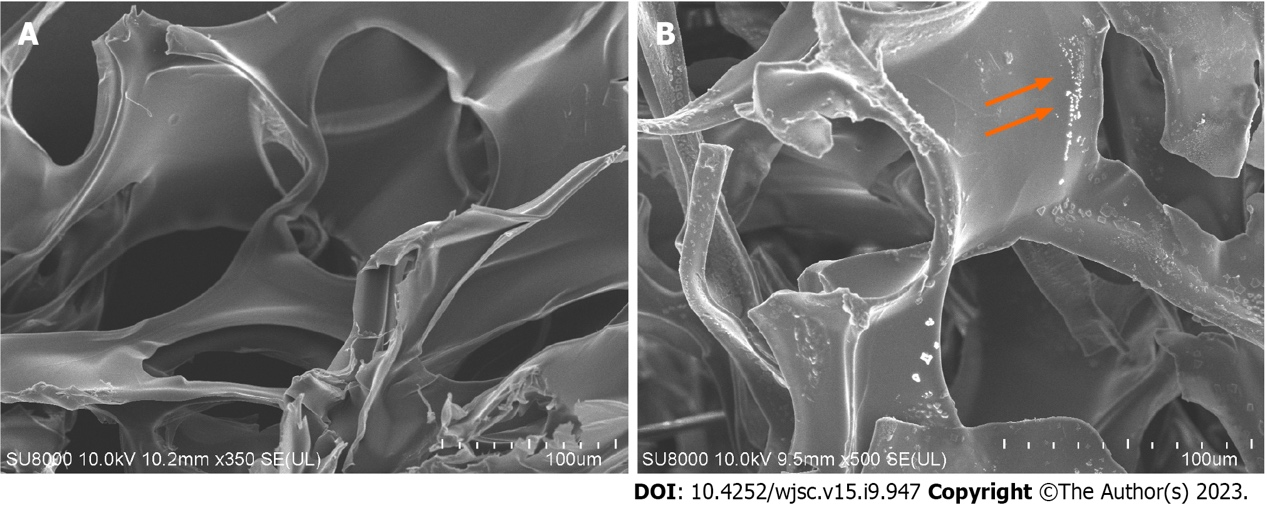 A
B
SU8000 10.0kV 10.2mm x350 SE(UL)
100um
SU8000 10.0kV 9.5mm x500 SE(UL)
100um
DOI: 10.4252/wjsc.v15.i9.947 Copyright ©The Author(s) 2023.